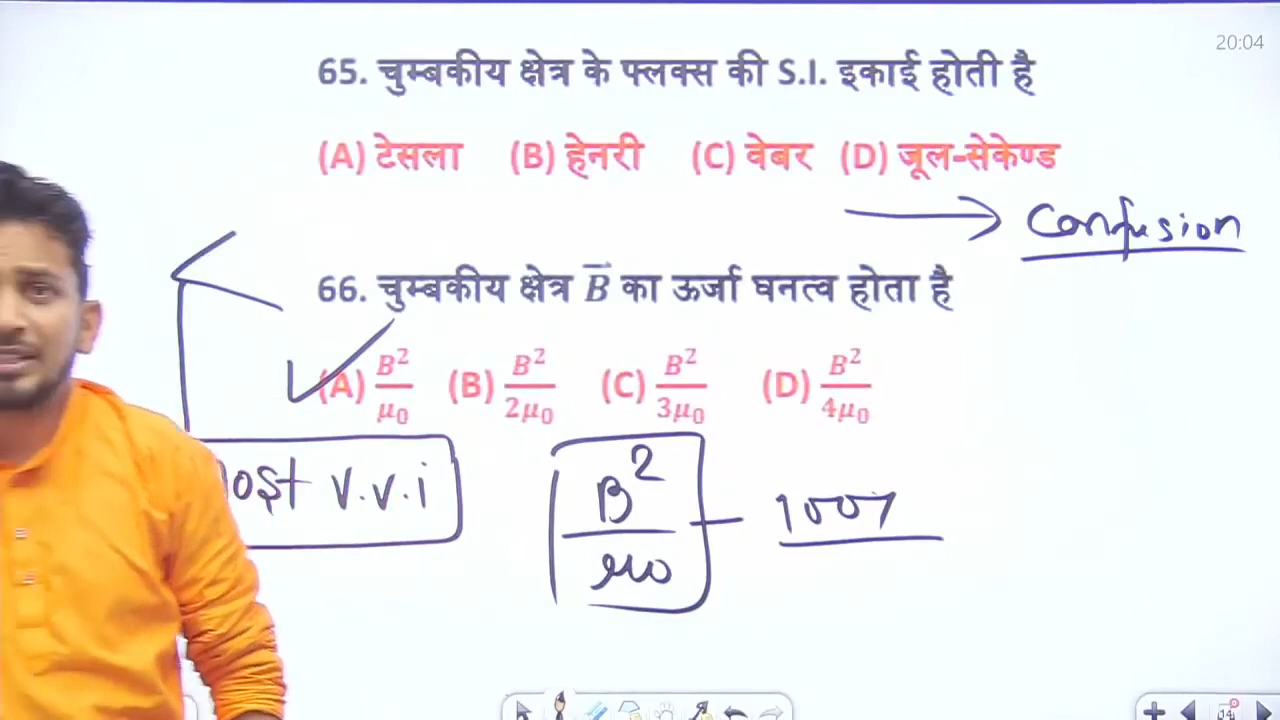 20:04
65. चुम्बकीय क्षेत्र के फ्लक्स की S.I. इकाई होती है
(A) टेसला (B) हेनरी (C) वेबर (D) जूल-सेकेण्ड
Confusion
66. चुम्बकीय क्षेत्र B का ऊर्जा घनत्व होता है
(A) B²/μ₀ (B) B²/2μ₀ (C) B²/3μ₀ (D) B²/4μ₀
ost v.v.i
B²/μ0 100%